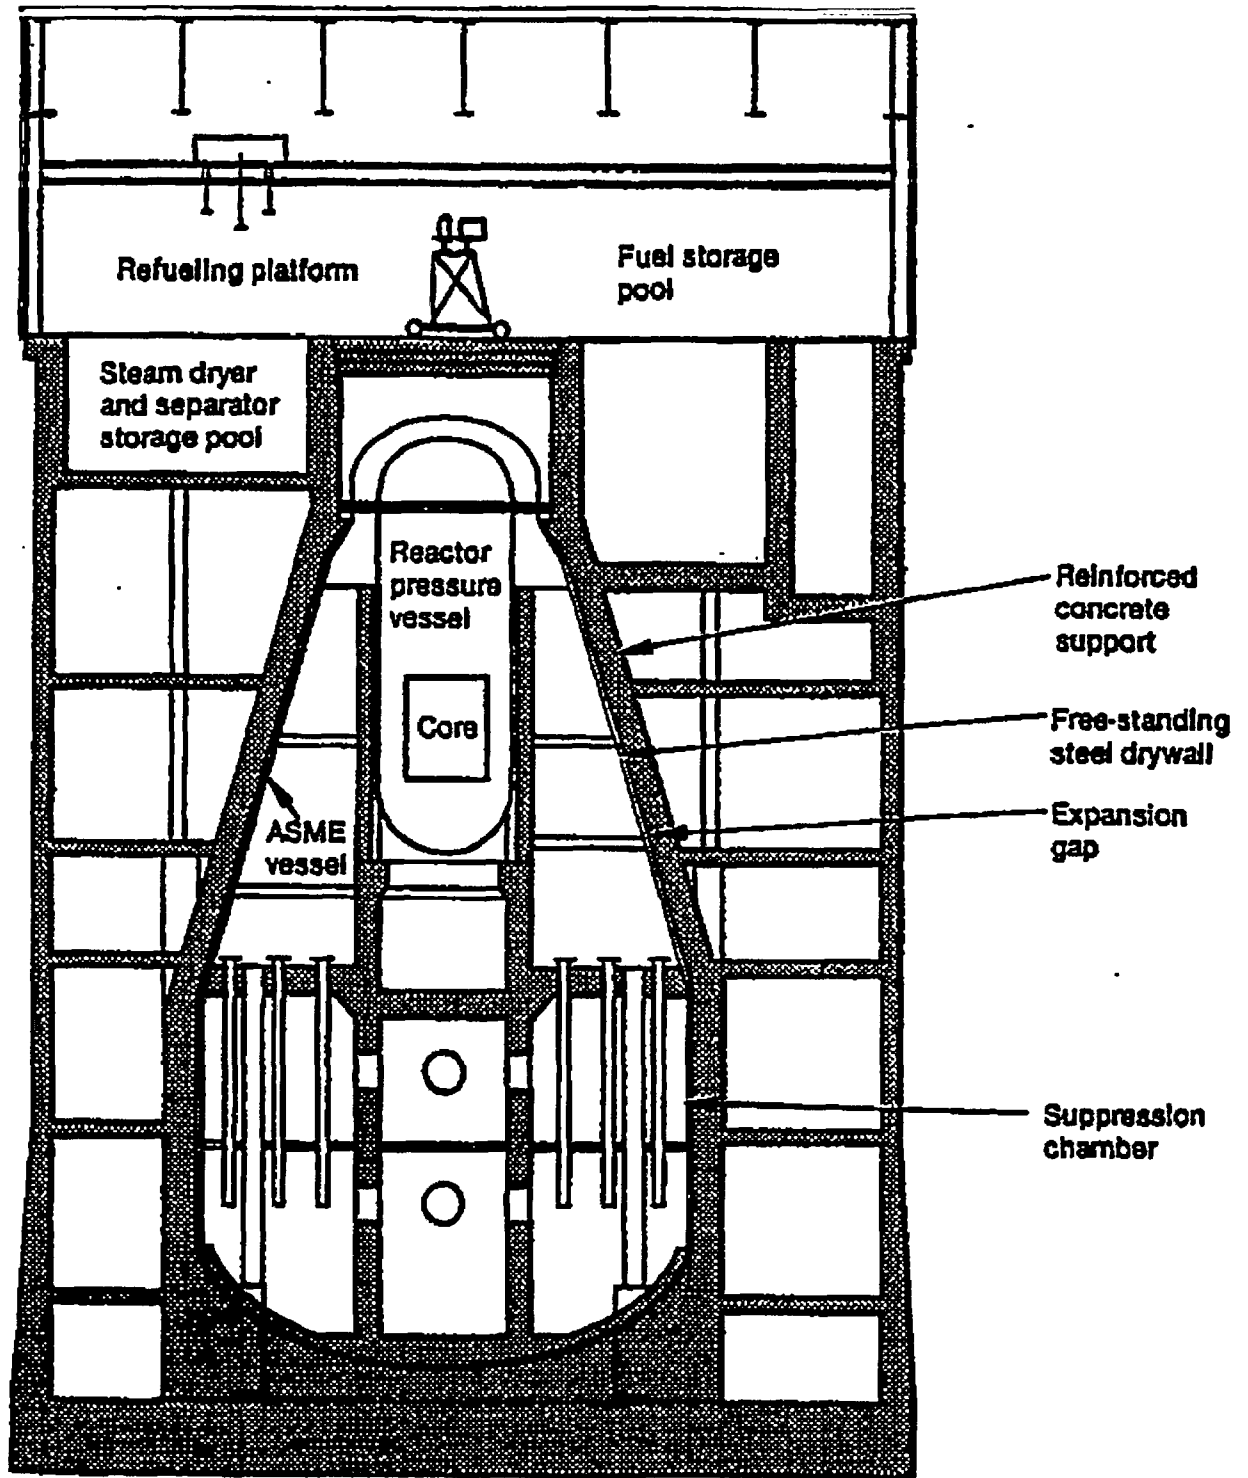 Refueling platform
Fuel storage
pool
Steam dryer
and separator
storage pool
Reactor
pressure
vessel
Core
ASME
vessel
Reinforced
concrete
support
Free-standing
steel drywall
Expansion
gap
Suppression
chamber